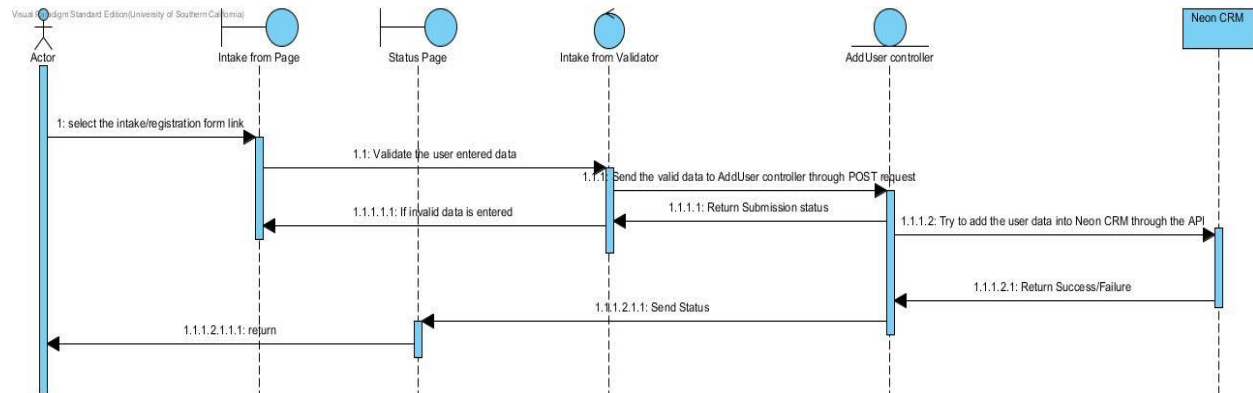 Visual Paradigm Standard Edition(University of Southern California)
Neon CRM
Actor
Intake from Page
Status Page
Intake from Validator
AddUser controller
1: select the intake/registration form link
1.1: Validate the user entered data
1.1.1: Send the valid data to AddUser controller through POST request
1.1.1.1.1: If invalid data is entered
1.1.1.1: Return Submission status
1.1.1.2: Try to add the user data into Neon CRM through the API
1.1.1.2.1: Return Success/Failure
1.1.1.2.1.1: Send Status
1.1.1.2.1.1.1: return